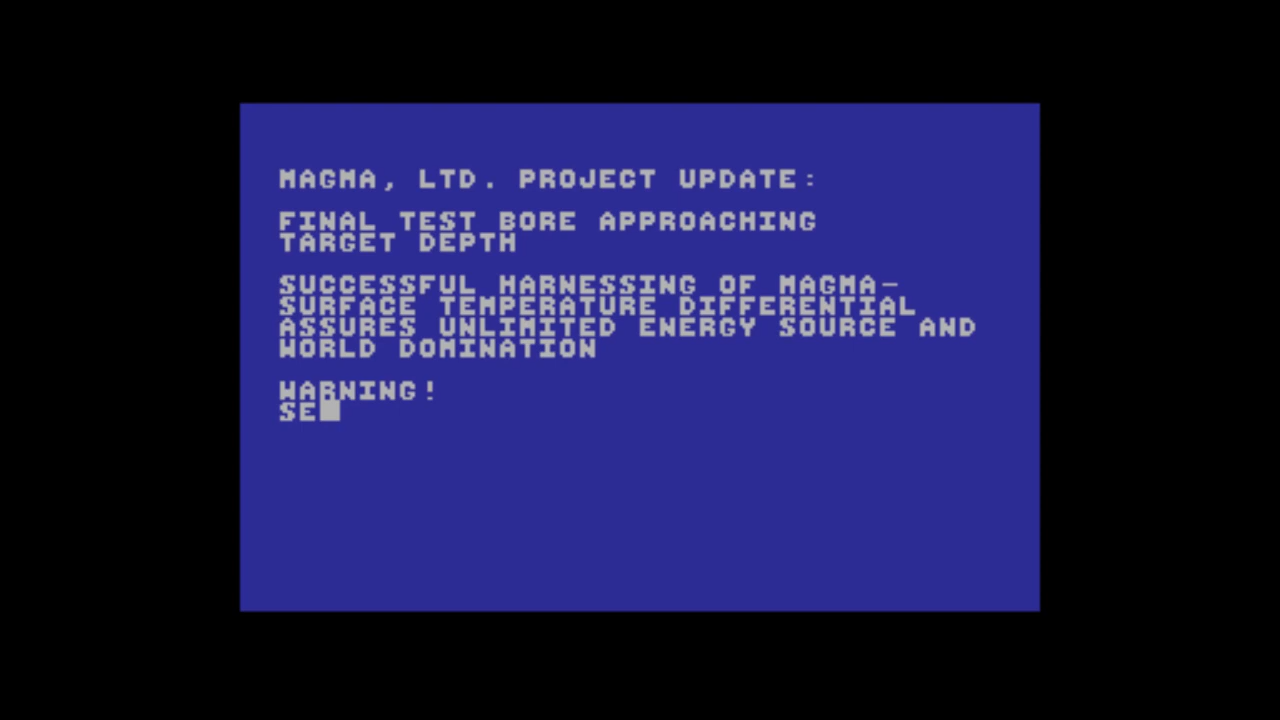 MAGMA, LTD. PROJECT UPDATE:
FINAL TEST BORE APPROACHING
TARGET DEPTH
SUCCESSFUL HARNESSING OF MAGMA-
SURFACE TEMPERATURE DIFFERENTIAL
ASSURES UNLIMITED ENERGY SOURCE AND
WORLD DOMINATION
WARNING!
SE